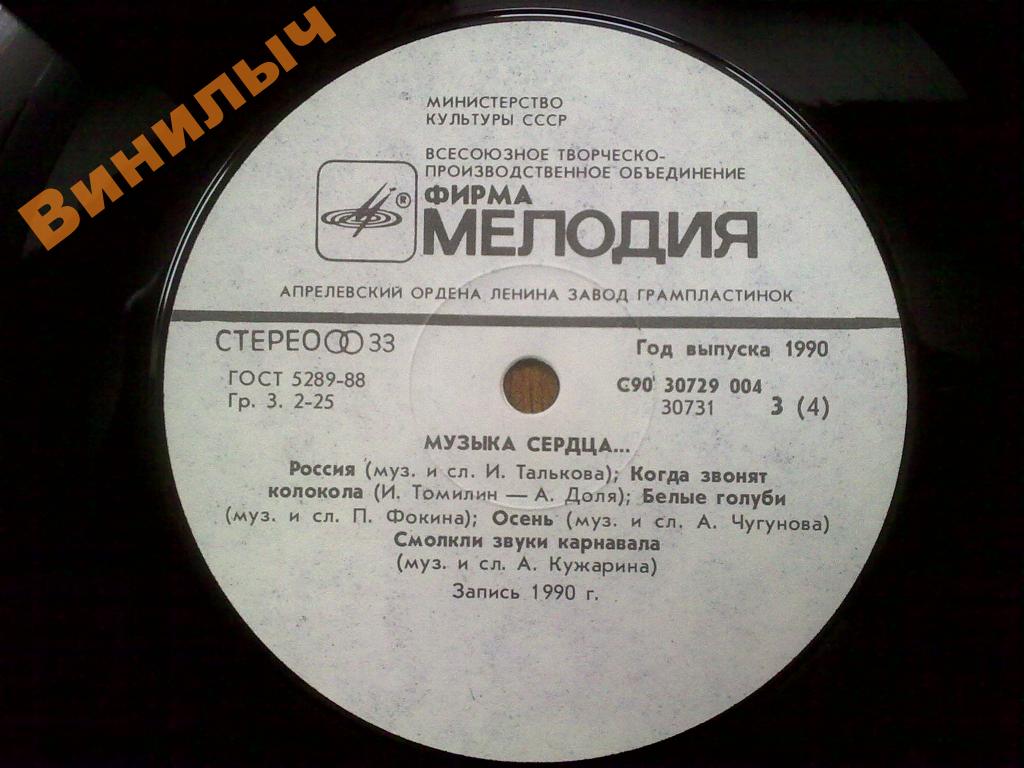 Винилыч
МИНИСТЕРСТВО
КУЛЬТУРЫ СССР
ВСЕСОЮЗНОЕ ТВОРЧЕСКО-
ПРОИЗВОДСТВЕННОЕ ОБЪЕДИНЕНИЕ
ФИРМА
® МЕЛОДИЯ
АПРЕЛЕВСКИЙ ОРДЕНА ЛЕНИНА ЗАВОД ГРАМПЛАСТИНОК
СТЕРЕО 33
Год выпуска 1990
ГОСТ 5289-88
Гр. 3. 2-25
С90 30729 004
30731 3 (4)
МУЗЫКА СЕРДЦА...
Россия (муз. и сл. И. Талькова); Когда звонят
колокола (И. Томилин — А. Доля); Белые голуби
(муз. и сл. П. Фокина); Осень (муз. и сл. А. Чугунова)
Смолкли звуки карнавала
(муз. и сл. А. Кужарина)
Запись 1990 г.